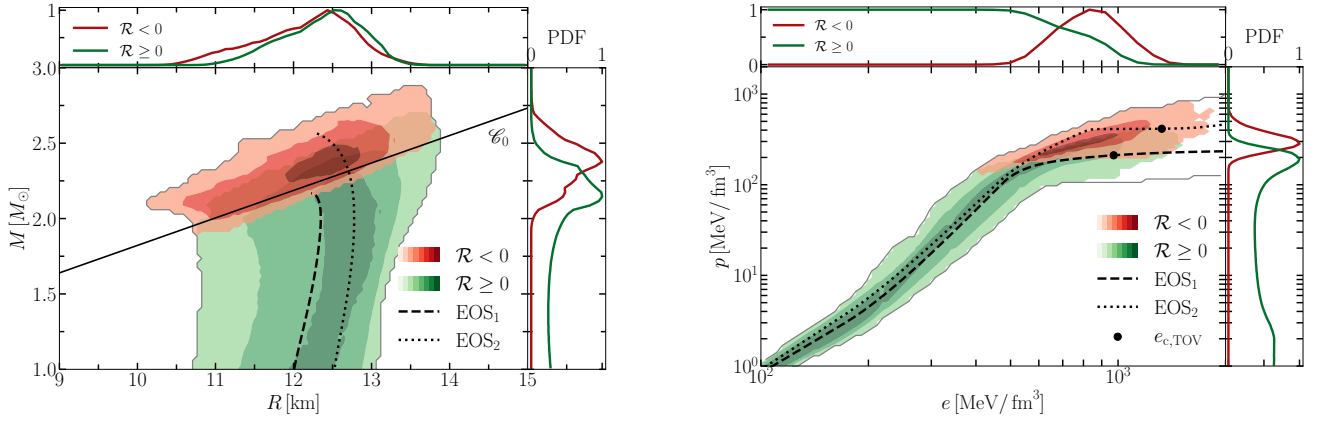 1
0
ℛ < 0
ℛ ≥ 0
0
PDF
1
3.0
2.5
2.0
1.5
1.0
M [M⊙]
𝒞₀
ℛ < 0
ℛ ≥ 0
EOS₁
EOS₂
9
10
11
12
13
14
15
R [km]
1
0
ℛ < 0
ℛ ≥ 0
0
PDF
1
10³
10²
10¹
10⁰
p [MeV/fm³]
ℛ < 0
ℛ ≥ 0
EOS₁
EOS₂
e_c,TOV
10²
10³
e [MeV/fm³]